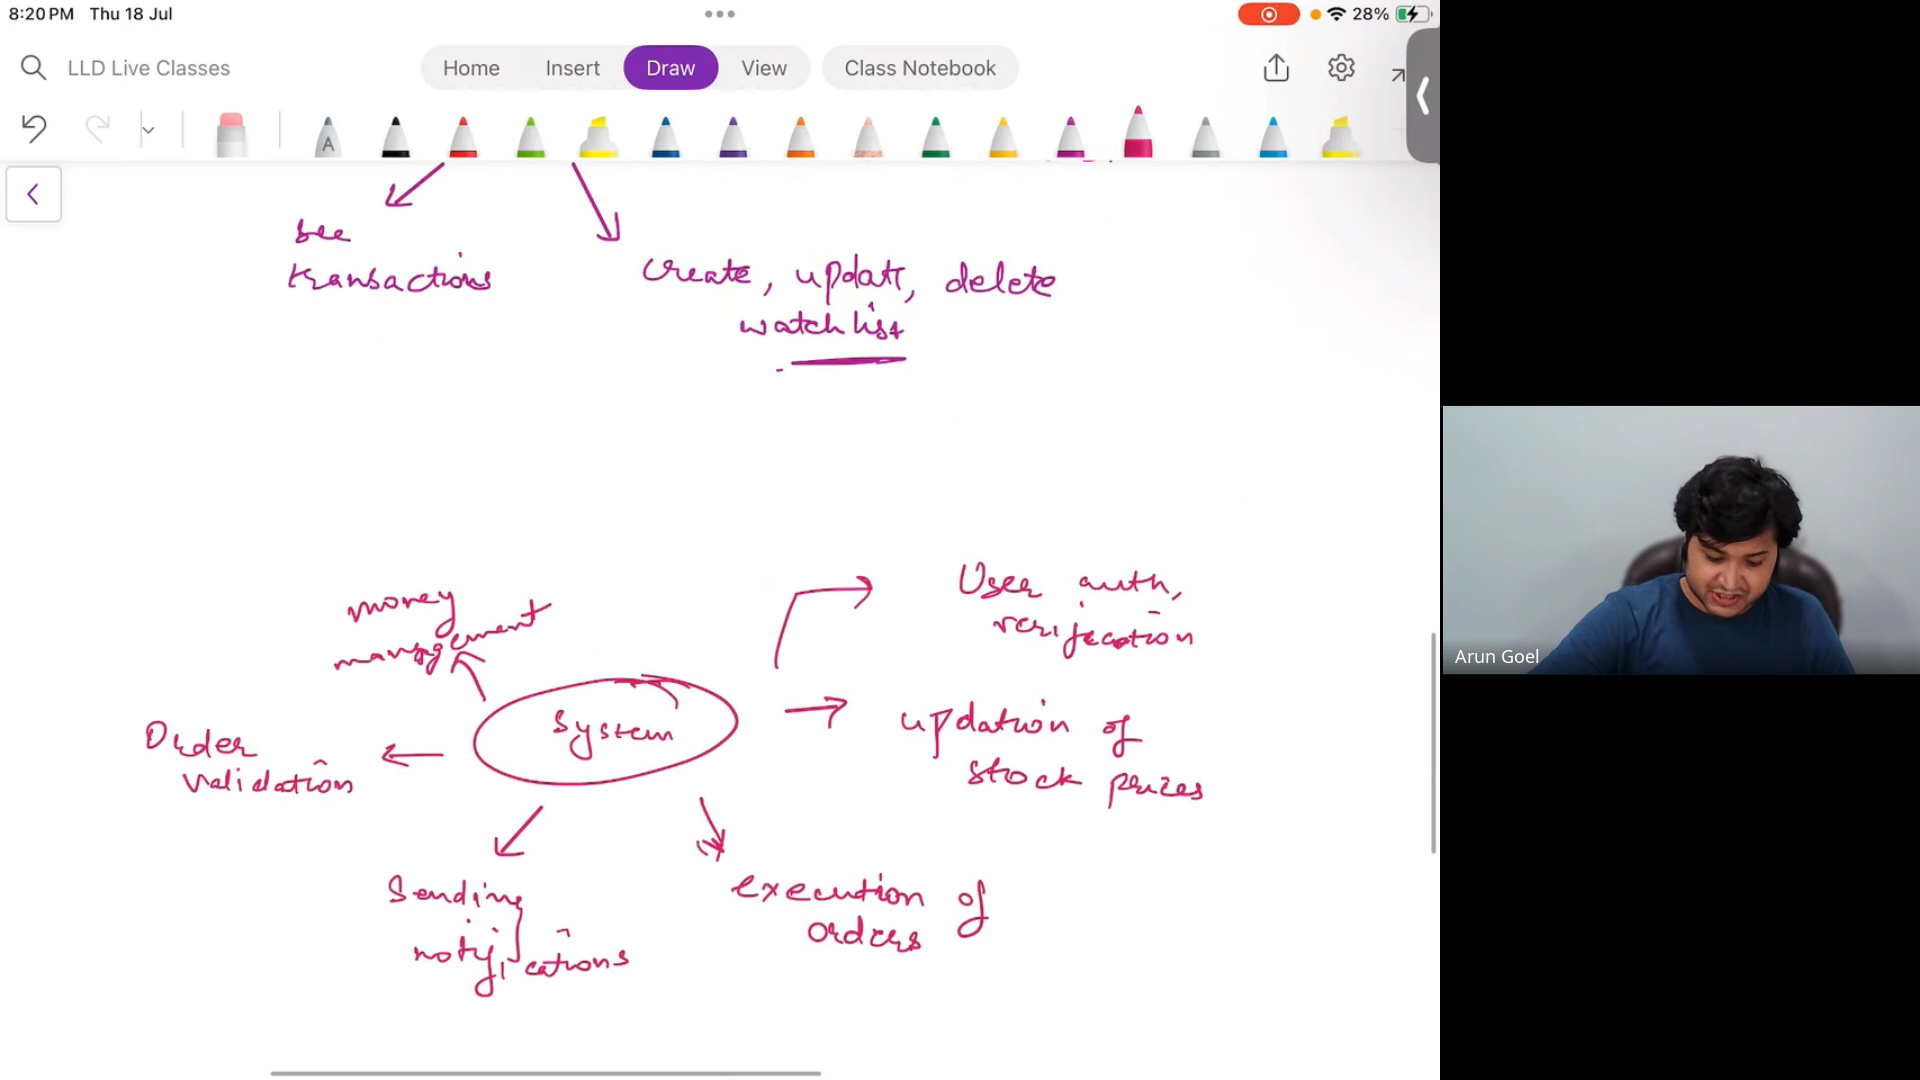 8:20 PM Thu 18 Jul
28%
LLD Live Classes
Home Insert Draw View Class Notebook
A
see
transactions
create, update, delete
watchlist
money
management
User auth,
verification
System
Order
validation
updation of
stock prices
Sending
notifications
execution of
orders
Arun Goel